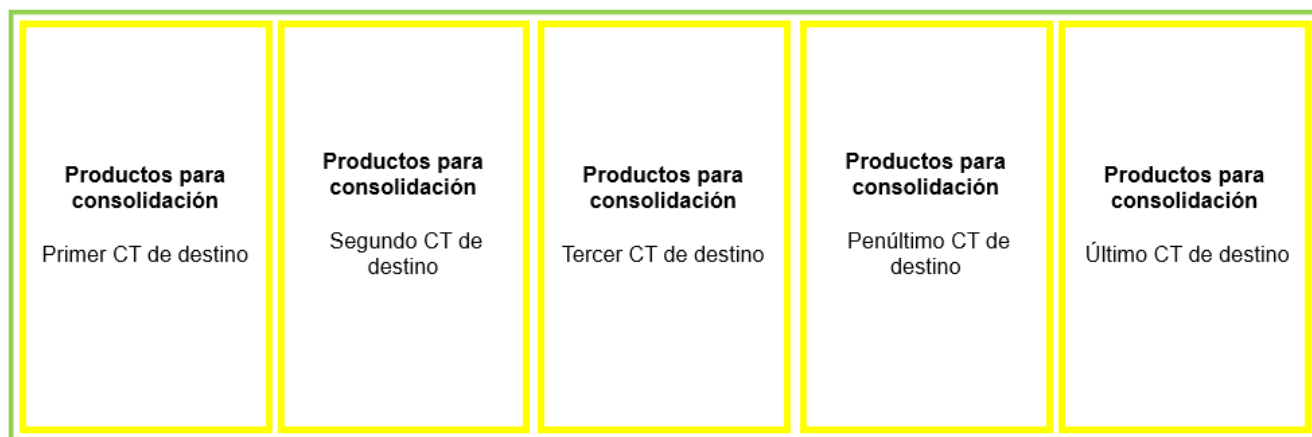 Productos para
consolidación
Primer CT de destino
Productos para
consolidación
Segundo CT de
destino
Productos para
consolidación
Tercer CT de destino
Productos para
consolidación
Penúltimo CT de
destino
Productos para
consolidación
Último CT de destino